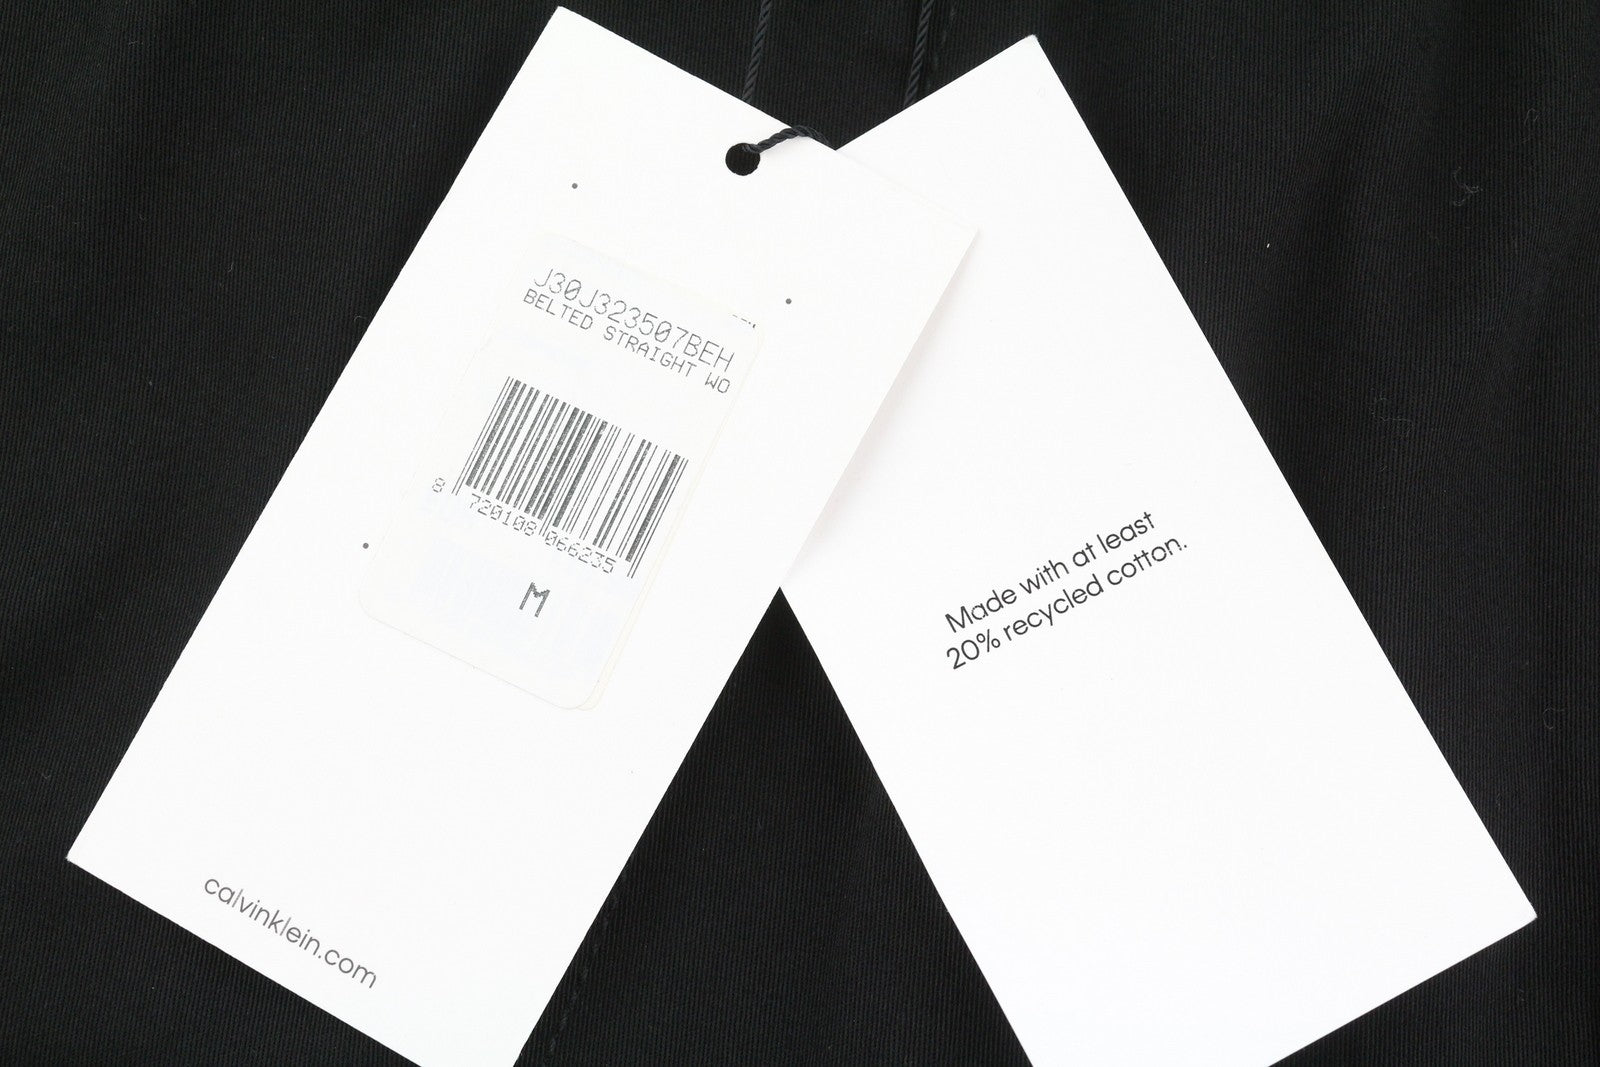 J30J323507BEH
BELTED STRAIGHT WO
8 720108 066235
M
calvinklein.com
Made with at least
20% recycled cotton.